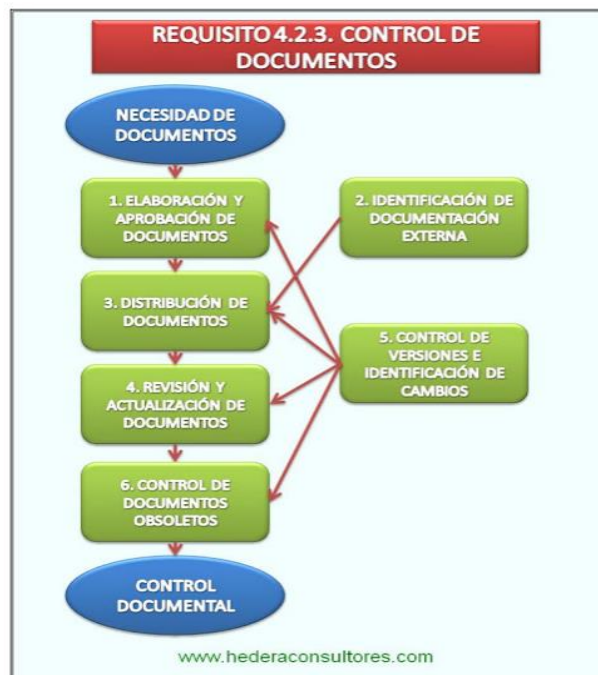 REQUISITO 4.2.3. CONTROL DE
DOCUMENTOS
NECESIDAD DE
DOCUMENTOS
1. ELABORACIÓN Y
APROBACIÓN DE
DOCUMENTOS
2. IDENTIFICACIÓN DE
DOCUMENTACIÓN
EXTERNA
3. DISTRIBUCIÓN DE
DOCUMENTOS
4. REVISIÓN Y
ACTUALIZACIÓN DE
DOCUMENTOS
5. CONTROL DE
VERSIONES E
IDENTIFICACIÓN DE
CAMBIOS
6. CONTROL DE
DOCUMENTOS
OBSOLETOS
CONTROL
DOCUMENTAL
www.hederaconsultores.com